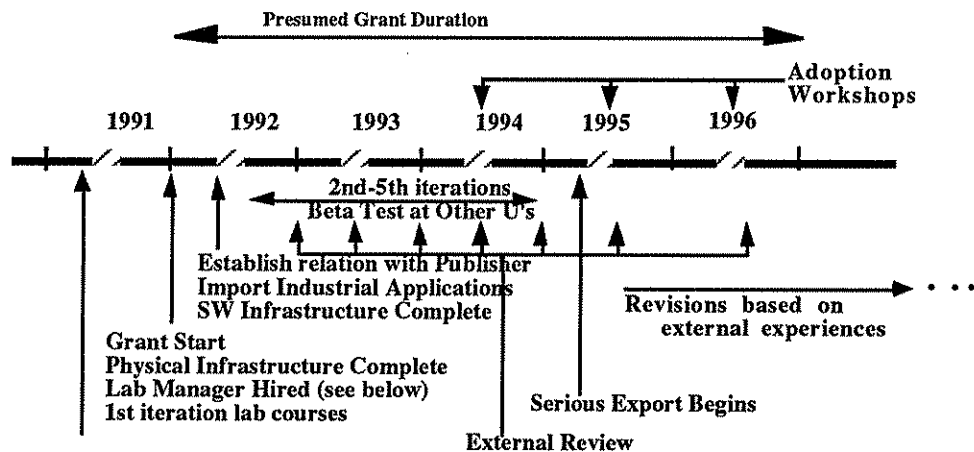 Presumed Grant Duration
Adoption
Workshops
1991 1992 1993 1994 1995 1996
2nd-5th iterations
Beta Test at Other U's
Establish relation with Publisher
Import Industrial Applications
SW Infrastructure Complete
Revisions based on
external experiences
Grant Start
Physical Infrastructure Complete
Lab Manager Hired (see below)
1st iteration lab courses
Serious Export Begins
External Review